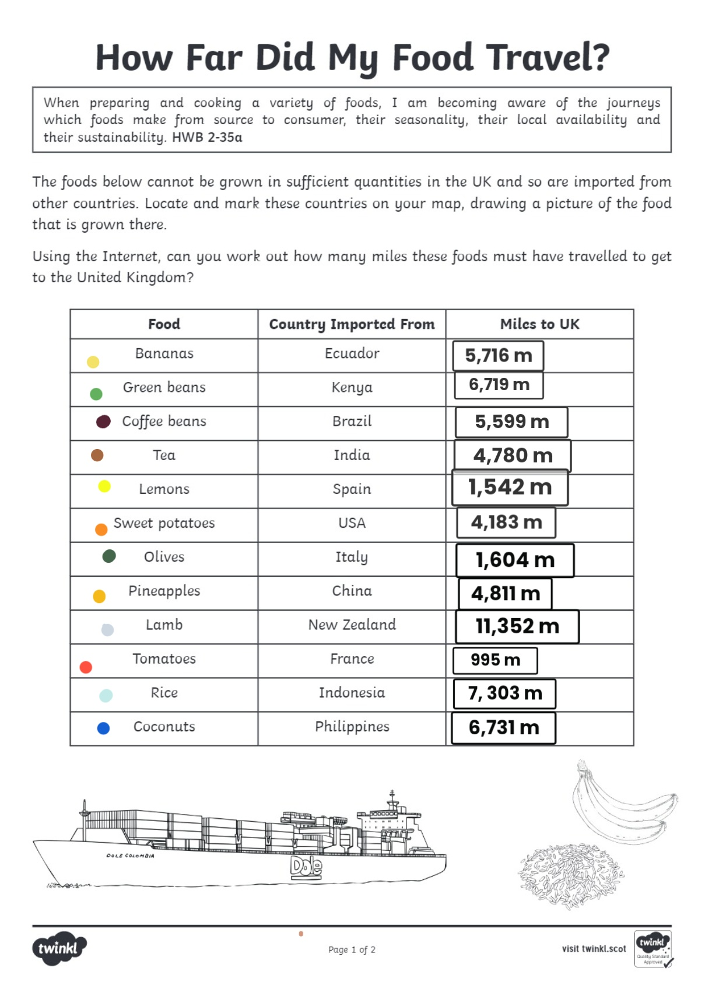 How Far Did My Food Travel?
When preparing and cooking a variety of foods, I am becoming aware of the journeys
which foods make from source to consumer, their seasonality, their local availability and
their sustainability. HWB 2-35a
The foods below cannot be grown in sufficient quantities in the UK and so are imported from
other countries. Locate and mark these countries on your map, drawing a picture of the food
that is grown there.
Using the Internet, can you work out how many miles these foods must have travelled to get
to the United Kingdom?
Food Country Imported From Miles to UK
Bananas Ecuador 5,716 m
Green beans Kenya 6,719 m
Coffee beans Brazil 5,599 m
Tea India 4,780 m
Lemons Spain 1,542 m
Sweet potatoes USA 4,183 m
Olives Italy 1,604 m
Pineapples China 4,811 m
Lamb New Zealand 11,352 m
Tomatoes France 995 m
Rice Indonesia 7, 303 m
Coconuts Philippines 6,731 m
DOLE COLOMBIA
Dole
twinkl
Page 1 of 2
visit twinkl.scot
twinkl
Quality Standard
Approved